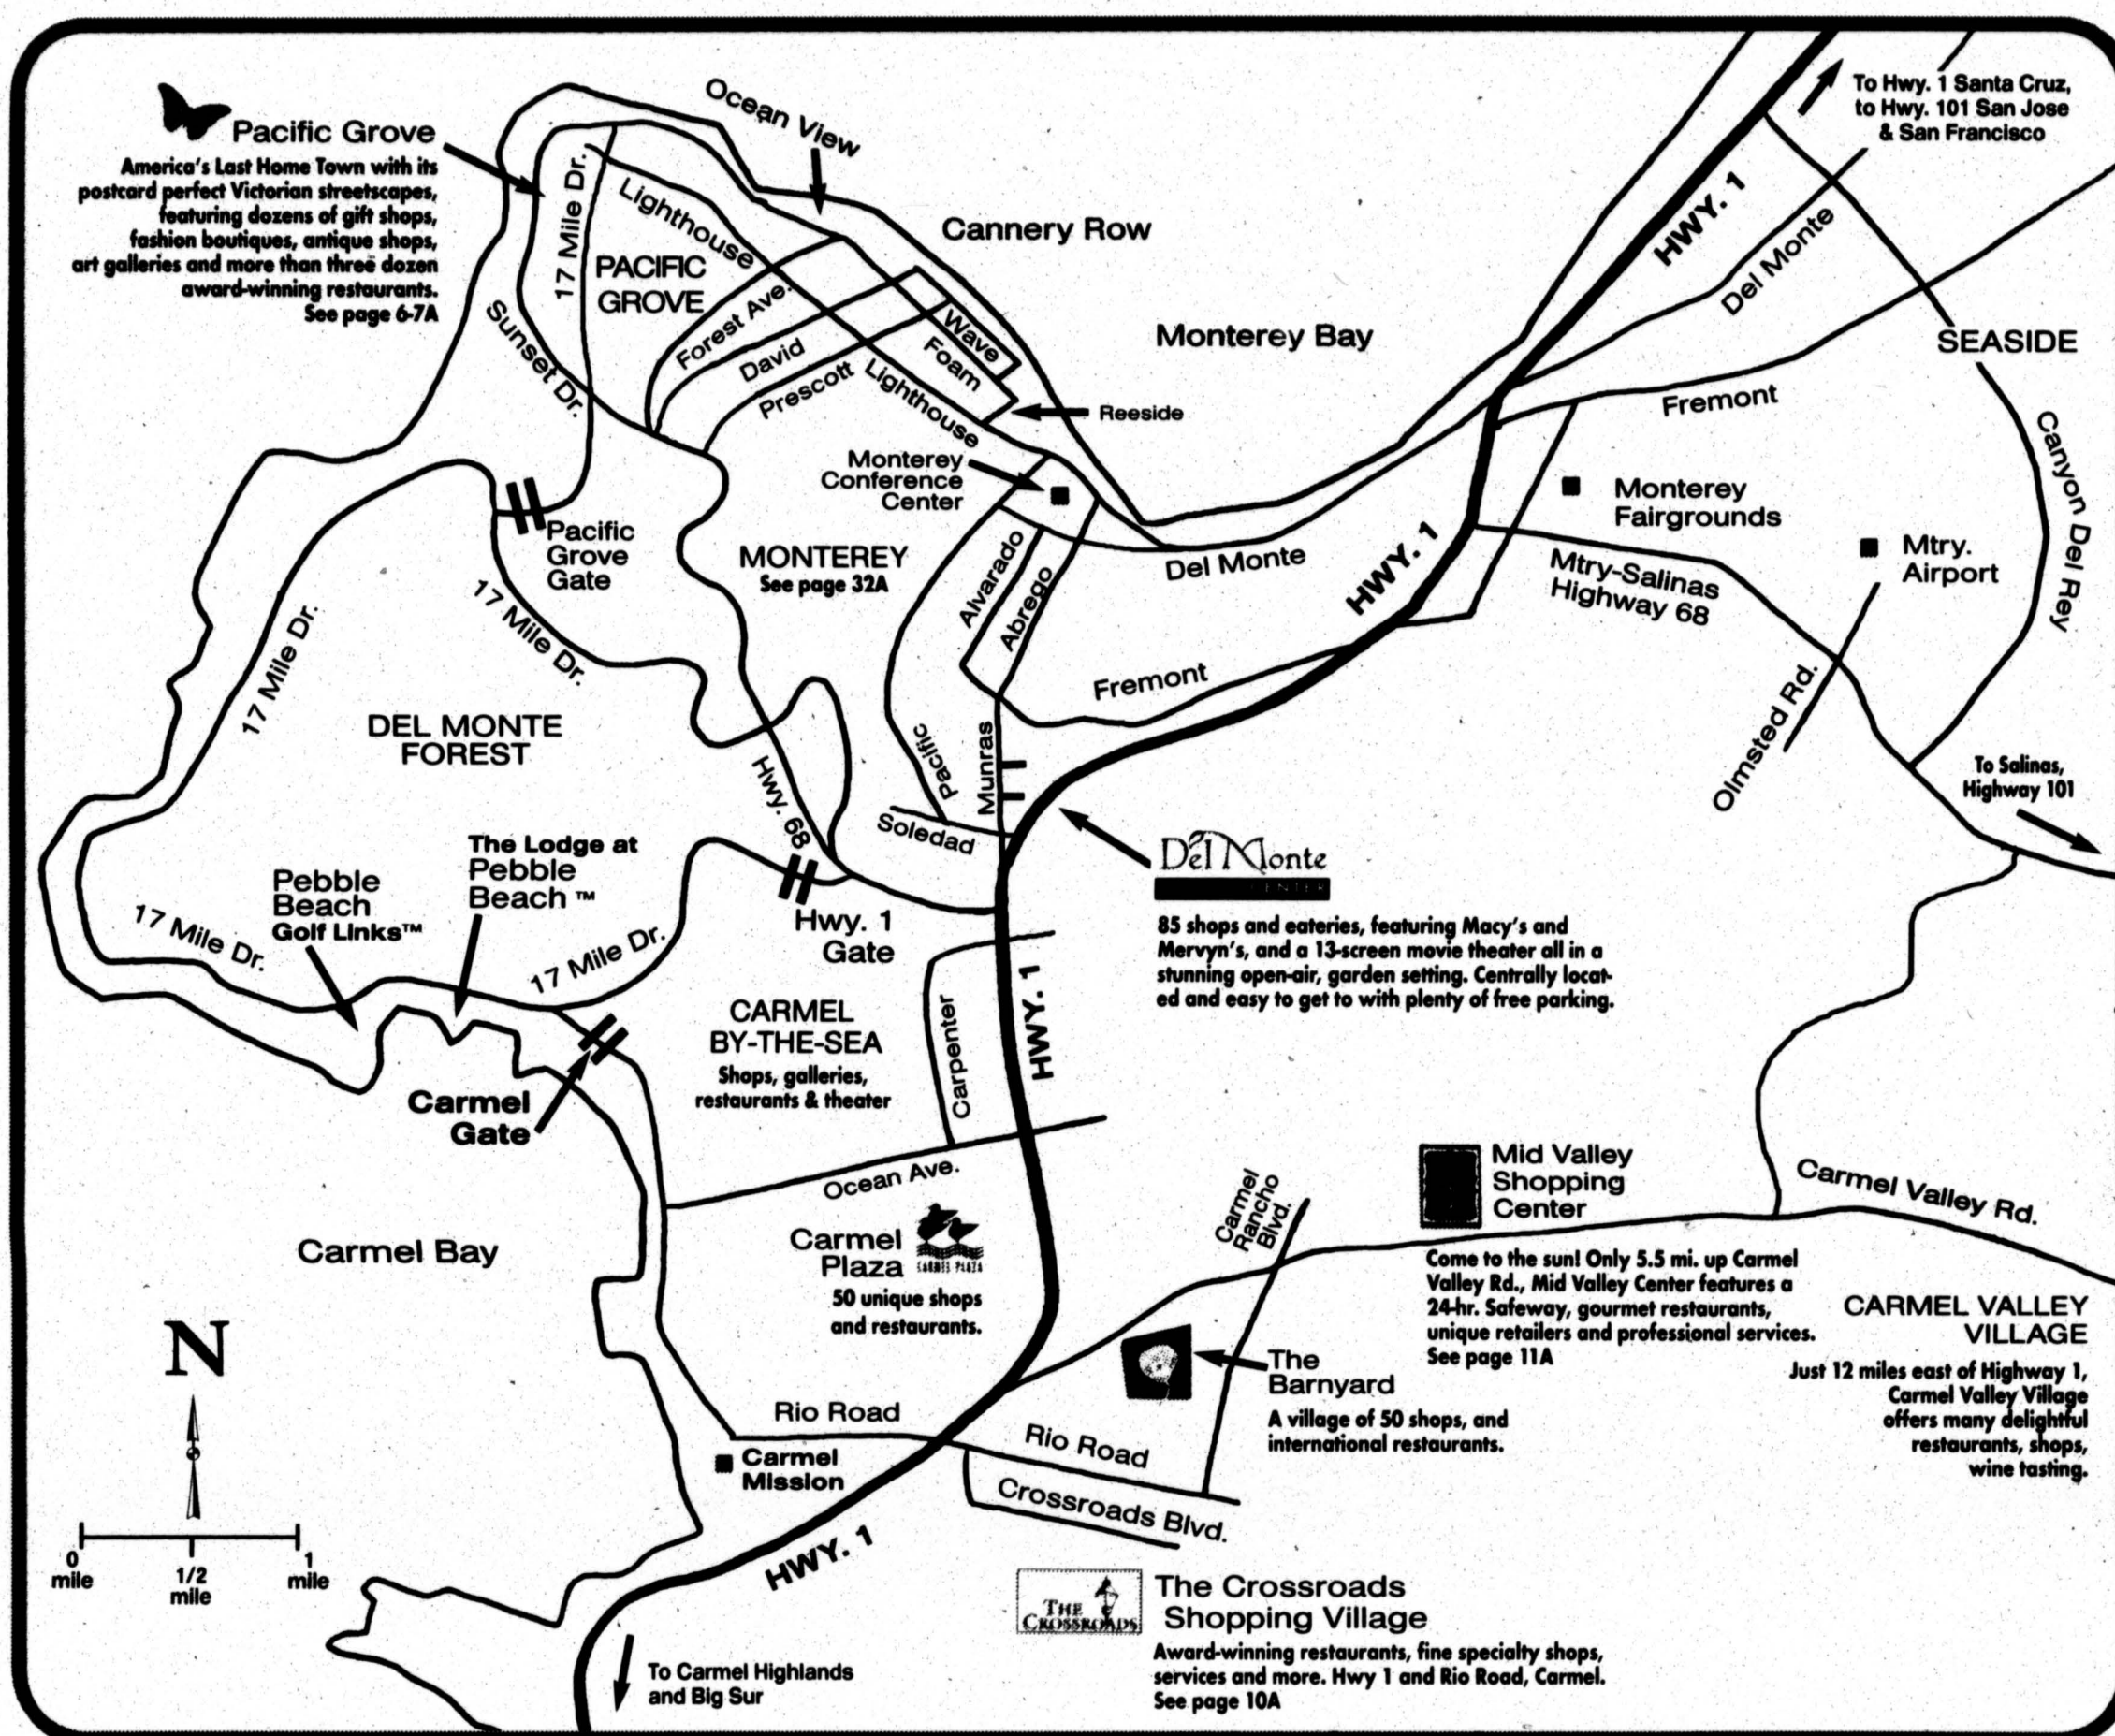 Pacific Grove
America's Last Home Town with its
postcard perfect Victorian streetscapes,
featuring dozens of gift shops,
fashion boutiques, antique shops,
art galleries and more than three dozen
award-winning restaurants.
See page 6-7A
Ocean View
Cannery Row
Monterey Bay
To Hwy. 1 Santa Cruz,
to Hwy. 101 San Jose
& San Francisco
HWY. 1
Del Monte
SEASIDE
Fremont
Canyon Del Rey
17 Mile Dr.
Lighthouse
PACIFIC
GROVE
Sunset Dr.
Forest Ave.
David
Prescott
Lighthouse
Wave
Foam
Reeside
Monterey
Conference
Center
Monterey
Fairgrounds
Mtry.
Airport
Pacific
Grove
Gate
MONTEREY
See page 32A
Alvarado
Abrego
Del Monte
HWY. 1
Mtry-Salinas
Highway 68
17 Mile Dr.
17 Mile Dr.
Fremont
Olmsted Rd.
DEL MONTE
FOREST
Hwy. 68
Pacific
Munras
Soledad
To Salinas,
Highway 101
Del Monte
CENTER
85 shops and eateries, featuring Macy's and
Mervyn's, and a 13-screen movie theater all in a
stunning open-air, garden setting. Centrally locat-
ed and easy to get to with plenty of free parking.
The Lodge at
Pebble
Beach ™
Pebble
Beach
Golf Links™
17 Mile Dr.
17 Mile Dr.
Hwy. 1
Gate
CARMEL
BY-THE-SEA
Shops, galleries,
restaurants & theater
Carpenter
HWY. 1
Carmel
Gate
Ocean Ave.
Carmel Bay
Carmel
Plaza
CARMEL PLAZA
50 unique shops
and restaurants.
Carmel
Rancho
Blvd.
Mid Valley
Shopping
Center
Carmel Valley Rd.
Come to the sun! Only 5.5 mi. up Carmel
Valley Rd., Mid Valley Center features a
24-hr. Safeway, gourmet restaurants,
unique retailers and professional services.
See page 11A
CARMEL VALLEY
VILLAGE
Just 12 miles east of Highway 1,
Carmel Valley Village
offers many delightful
restaurants, shops,
wine tasting.
The
Barnyard
A village of 50 shops, and
international restaurants.
N
Rio Road
Carmel
Mission
Rio Road
Crossroads Blvd.
0
mile
1/2
mile
1
mile
HWY. 1
To Carmel Highlands
and Big Sur
THE
CROSSROADS
The Crossroads
Shopping Village
Award-winning restaurants, fine specialty shops,
services and more. Hwy 1 and Rio Road, Carmel.
See page 10A